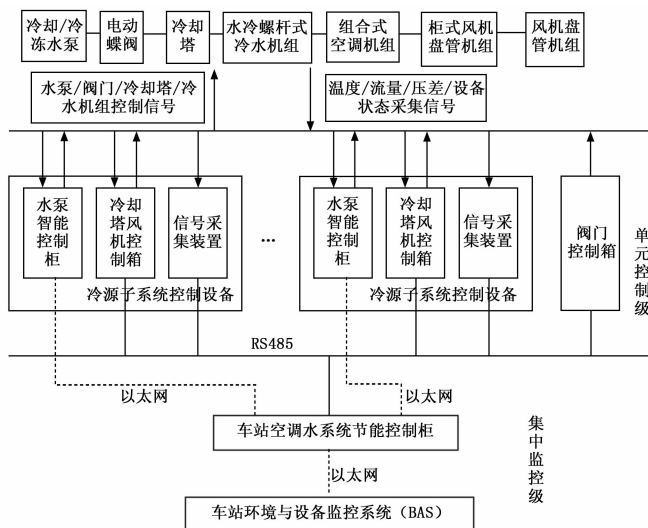 冷却/冷
冻水泵
电动
蝶阀
冷却
塔
水冷螺杆式
冷水机组
组合式
空调机组
柜式风机
盘管机组
风机盘
管机组
水泵/阀门/冷却塔/冷
水机组控制信号
温度/流量/压差/设备
状态采集信号
水泵
智能
控制
柜
冷却
塔风
机控
制箱
信号采
集装置
冷源子系统控制设备
...
水泵
智能
控制
柜
冷却
塔风
机控
制箱
信号采
集装置
冷源子系统控制设备
阀门
控制箱
单元控制级
RS485
以太网
以太网
车站空调水系统节能控制柜
集中监控级
以太网
车站环境与设备监控系统（BAS）